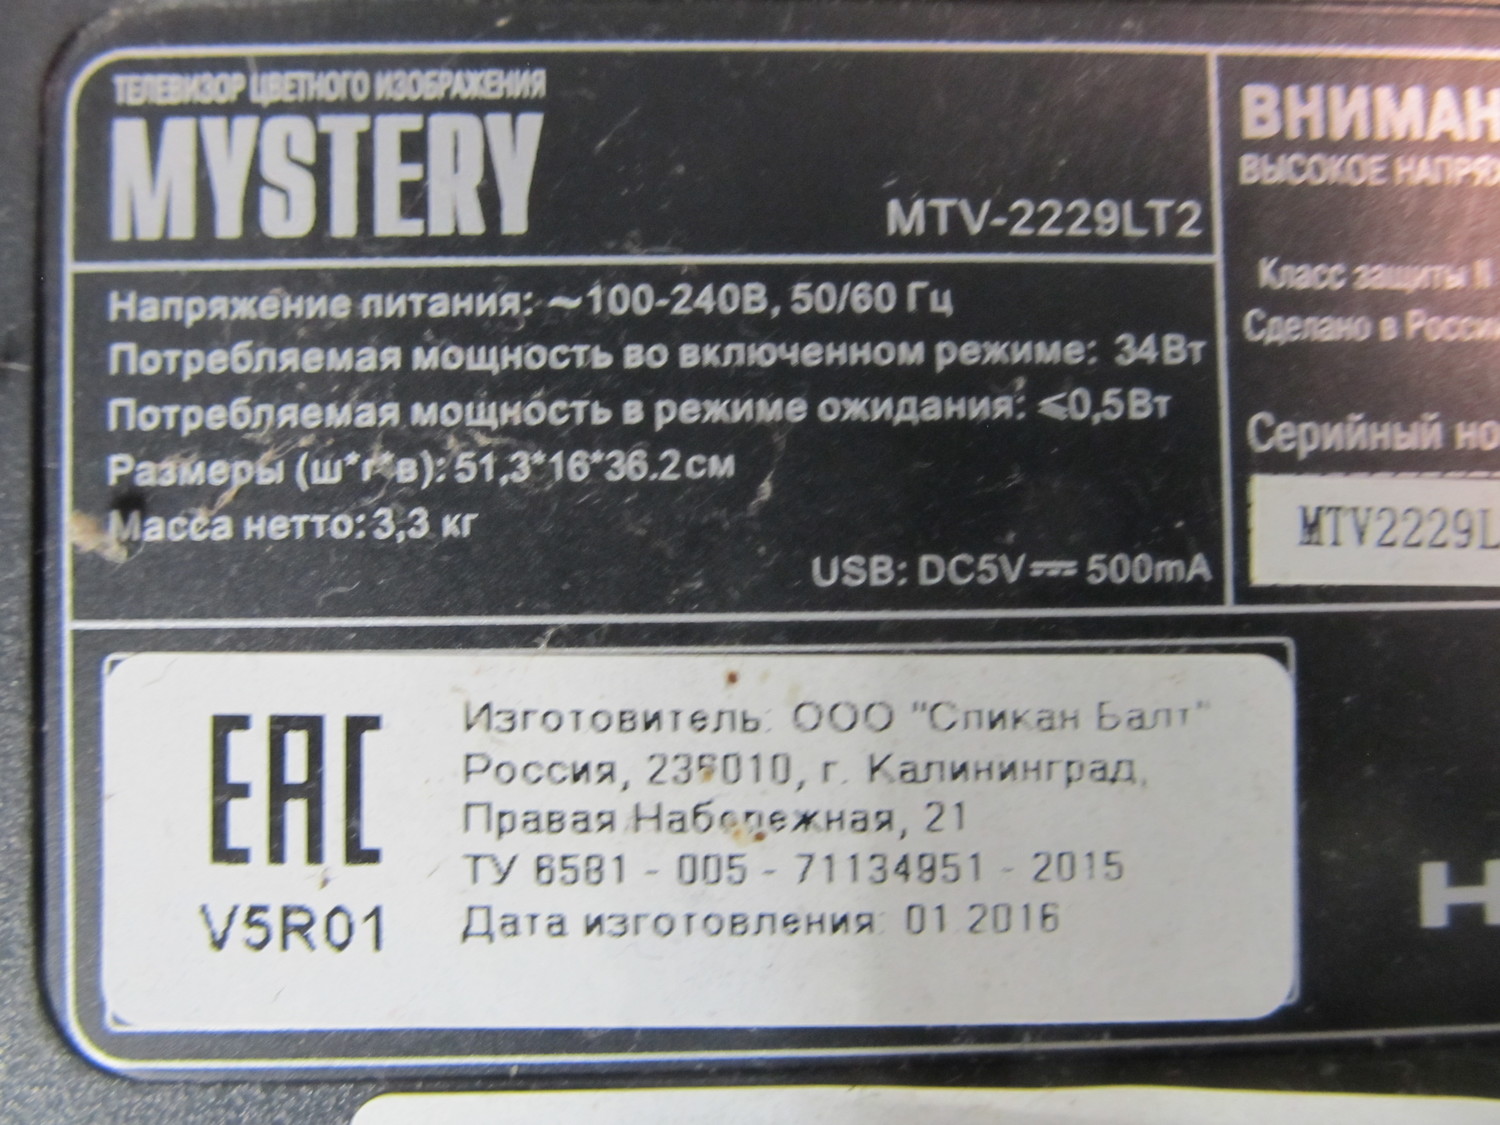 ТЕЛЕВИЗОР ЦВЕТНОГО ИЗОБРАЖЕНИЯ
MYSTERY
MTV-2229LT2
Напряжение питания: ~100-240В, 50/60 Гц
Потребляемая мощность во включенном режиме: 34Вт
Потребляемая мощность в режиме ожидания: ⩽0,5Вт
Размеры (ш*г*в): 51,3*16*36.2см
Масса нетто: 3,3 кг
USB: DC5V⎓500mA
ВНИМАН
ВЫСОКОЕ НАПРЯЖ
Класс защиты II
Сделано в Росси
Серийный но
MTV2229L
EAC
V5R01
Изготовитель: ООО "Спикан Балт"
Россия, 236010, г. Калининград,
Правая Набережная, 21
ТУ 6581 - 005 - 71134951 - 2015
Дата изготовления: 01.2016
H